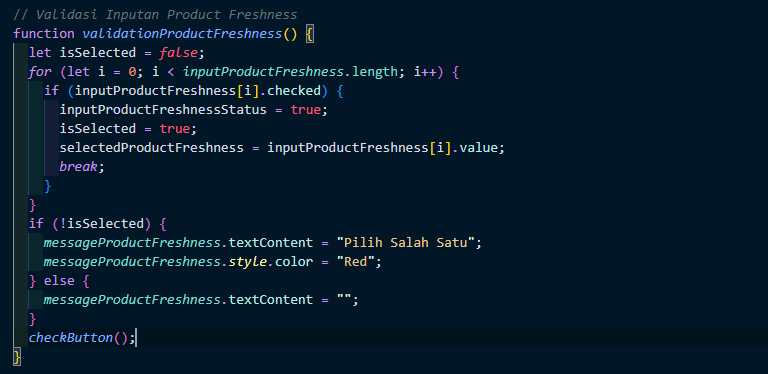 // Validasi Inputan Product Freshness
function validationProductFreshness() {
let isSelected = false;
for (let i = 0; i < inputProductFreshness.length; i++) {
if (inputProductFreshness[i].checked) {
inputProductFreshnessStatus = true;
isSelected = true;
selectedProductFreshness = inputProductFreshness[i].value;
break;
}
}
if (!isSelected) {
messageProductFreshness.textContent = "Pilih Salah Satu";
messageProductFreshness.style.color = "Red";
} else {
messageProductFreshness.textContent = "";
}
checkButton();
}